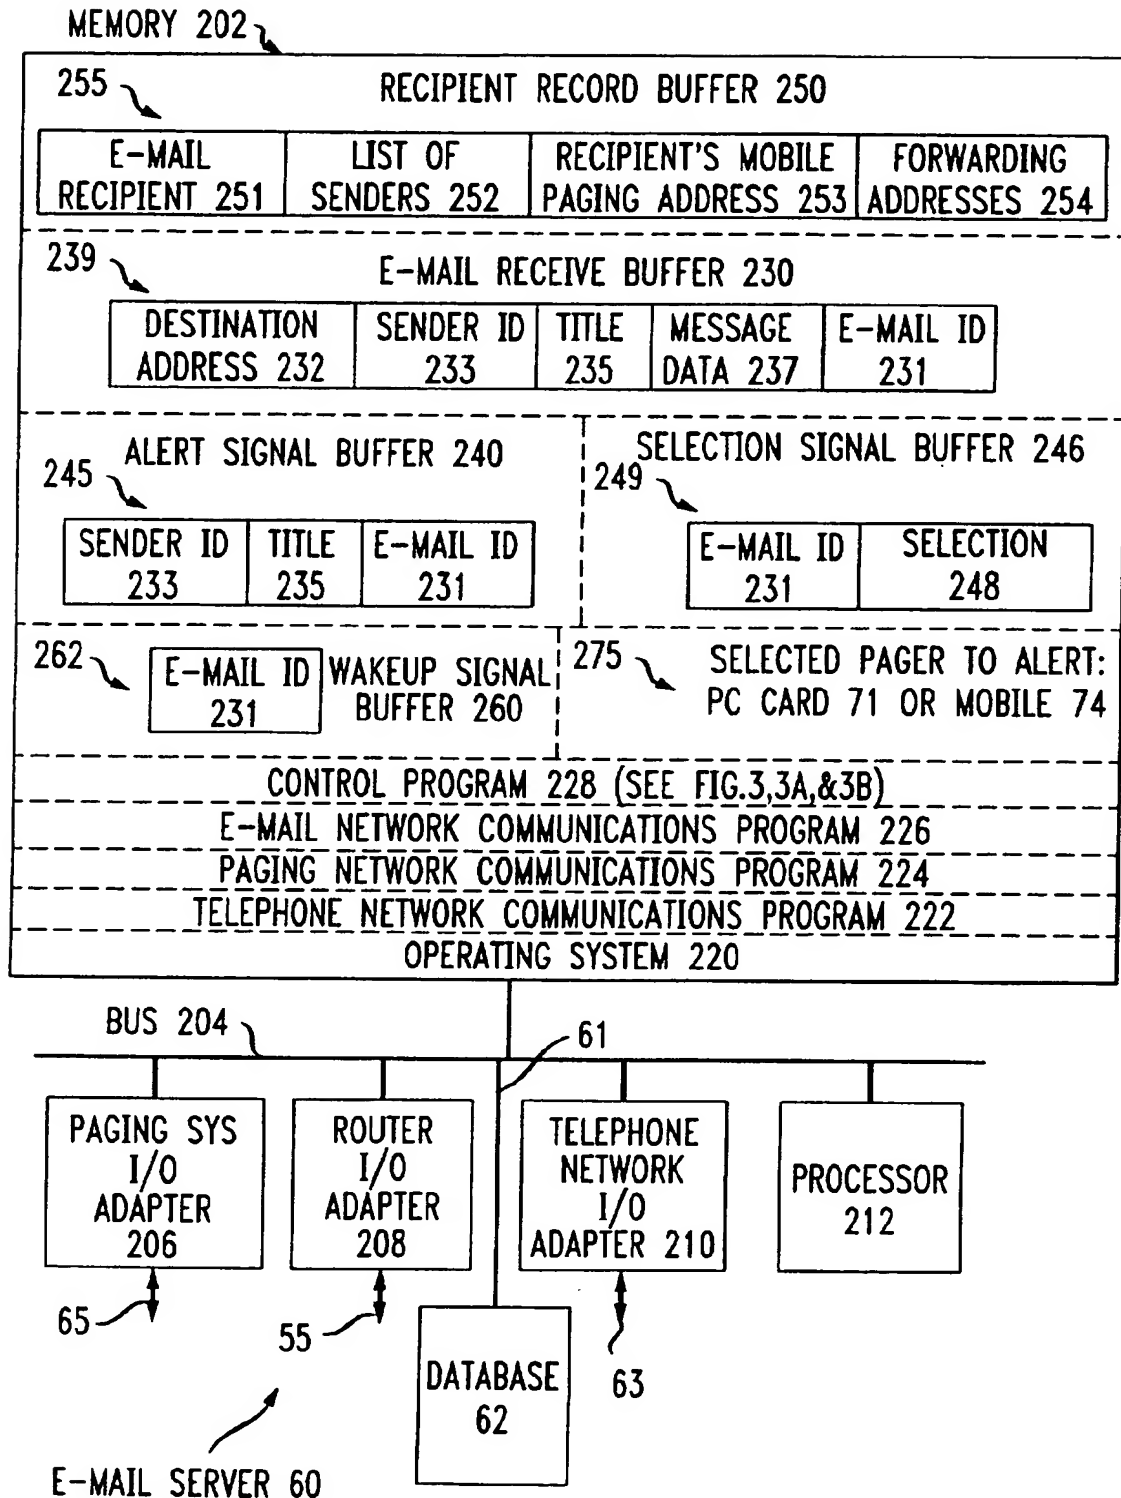 MEMORY 202
255
RECIPIENT RECORD BUFFER 250
E-MAIL
RECIPIENT 251
LIST OF
SENDERS 252
RECIPIENT'S MOBILE
PAGING ADDRESS 253
FORWARDING
ADDRESSES 254
239
E-MAIL RECEIVE BUFFER 230
DESTINATION
ADDRESS 232
SENDER ID
233
TITLE
235
MESSAGE
DATA 237
E-MAIL ID
231
ALERT SIGNAL BUFFER 240
245
SENDER ID
233
TITLE
235
E-MAIL ID
231
SELECTION SIGNAL BUFFER 246
249
E-MAIL ID
231
SELECTION
248
262
E-MAIL ID
231
WAKEUP SIGNAL
BUFFER 260
275
SELECTED PAGER TO ALERT:
PC CARD 71 OR MOBILE 74
CONTROL PROGRAM 228 (SEE FIG.3,3A,&3B)
E-MAIL NETWORK COMMUNICATIONS PROGRAM 226
PAGING NETWORK COMMUNICATIONS PROGRAM 224
TELEPHONE NETWORK COMMUNICATIONS PROGRAM 222
OPERATING SYSTEM 220
BUS 204
61
PAGING SYS
I/O
ADAPTER
206
ROUTER
I/O
ADAPTER
208
TELEPHONE
NETWORK
I/O
ADAPTER 210
PROCESSOR
212
65
55
63
DATABASE
62
E-MAIL SERVER 60